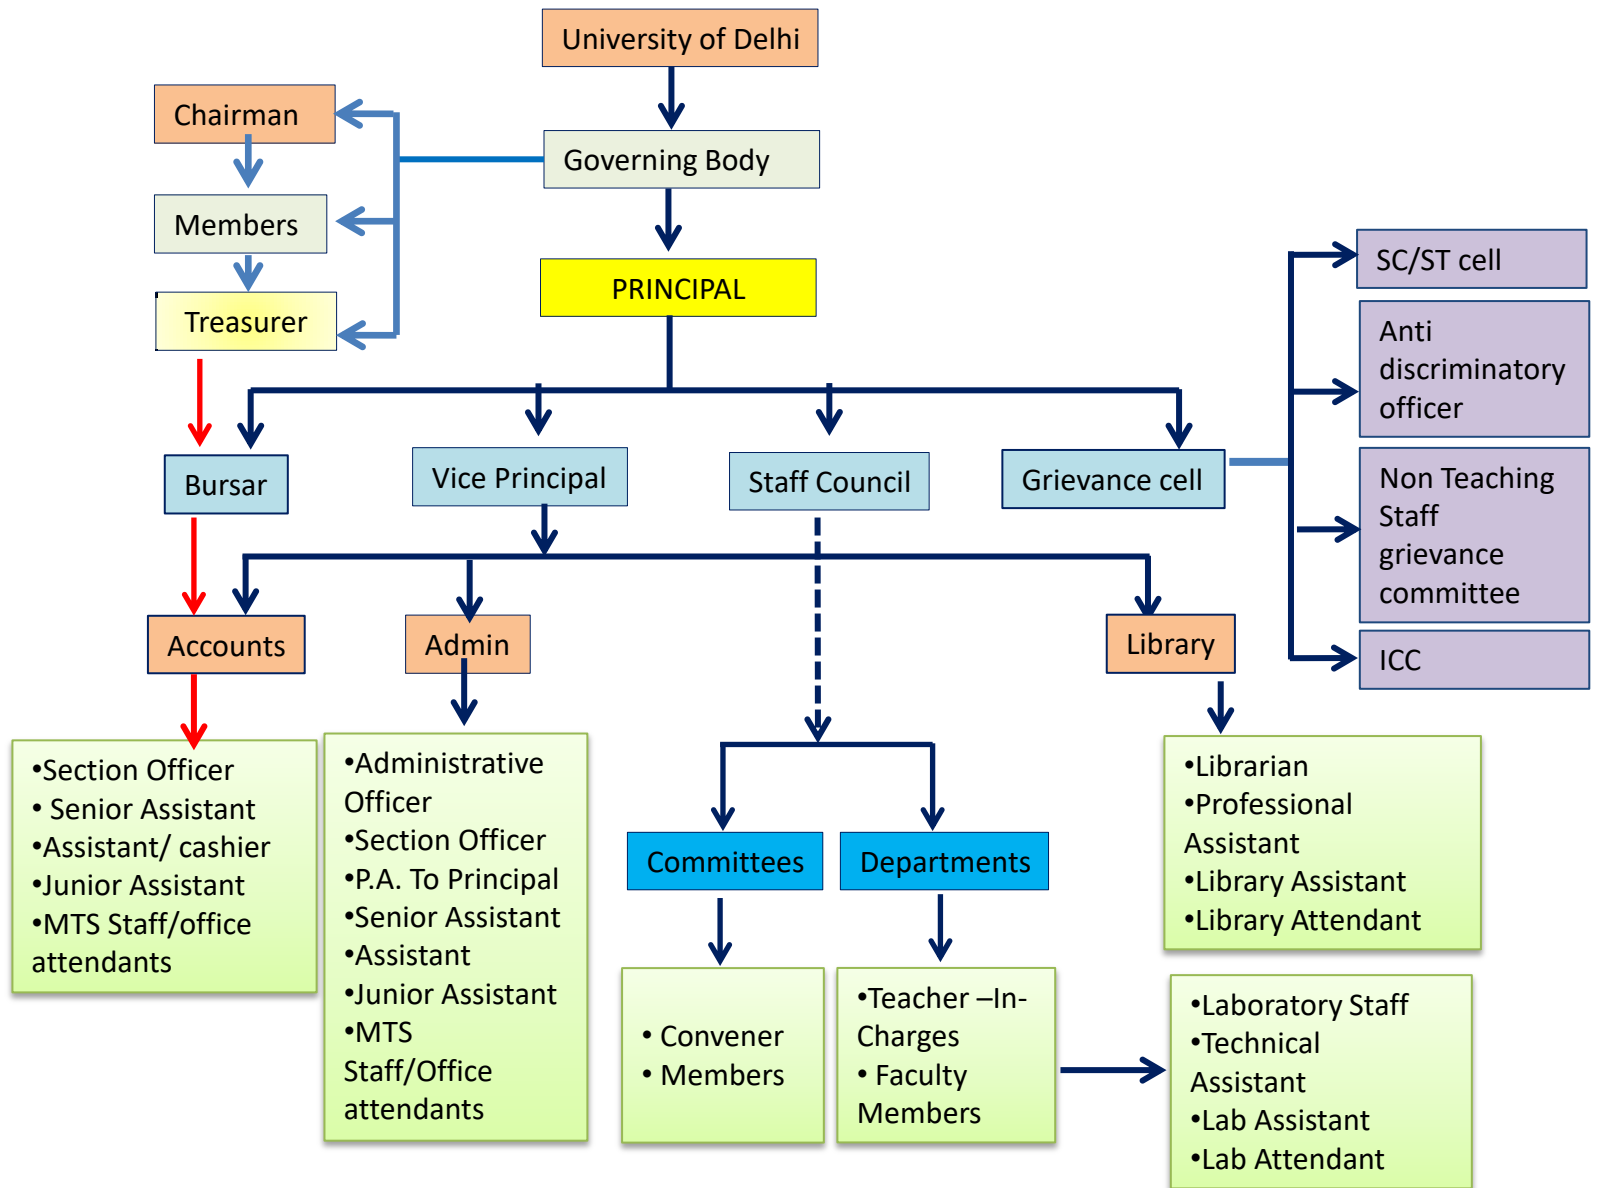 University of Delhi
Chairman
Governing Body
Members
SC/ST cell
PRINCIPAL
Treasurer
Anti
discriminatory
officer
Bursar
Vice Principal
Staff Council
Grievance cell
Non Teaching
Staff
grievance
committee
Accounts
Admin
Library
ICC
•Section Officer
• Senior Assistant
•Assistant/ cashier
•Junior Assistant
•MTS Staff/office
attendants
•Administrative
Officer
•Section Officer
•P.A. To Principal
•Senior Assistant
•Assistant
•Junior Assistant
•MTS
Staff/Office
attendants
Committees
Departments
•Librarian
•Professional
Assistant
•Library Assistant
•Library Attendant
• Convener
• Members
•Teacher –In-
Charges
• Faculty
Members
•Laboratory Staff
•Technical
Assistant
•Lab Assistant
•Lab Attendant